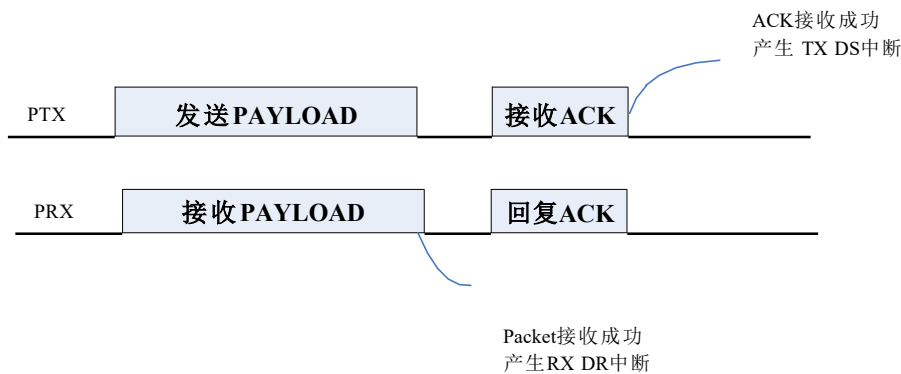 ACK接收成功
产生 TX DS中断
PTX
发送PAYLOAD
接收ACK
PRX
接收PAYLOAD
回复ACK
Packet接收成功
产生RX DR中断